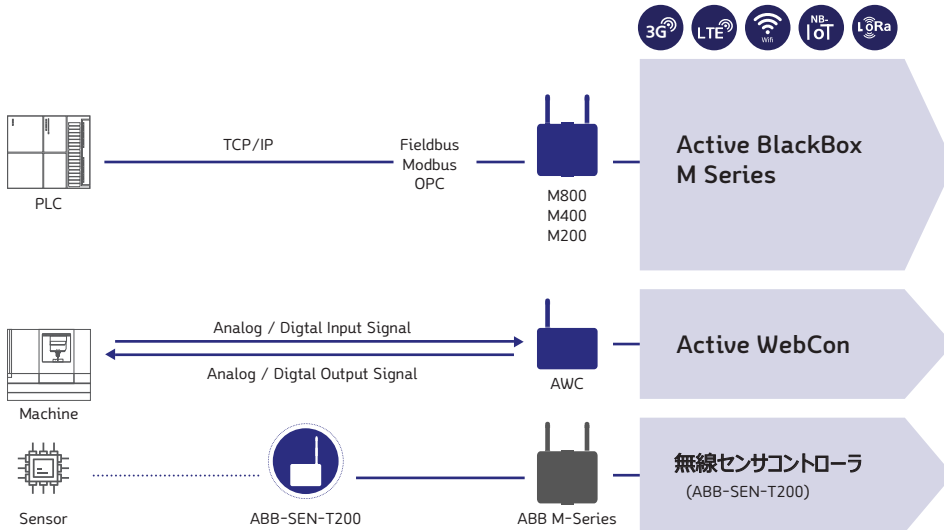 3G
LTE
Wifi
NB-
IoT
LoRa
TCP/IP
Fieldbus
Modbus
OPC
PLC
M800
M400
M200
Active BlackBox
M Series
Analog / Digtal Input Signal
Analog / Digtal Output Signal
Machine
AWC
Active WebCon
Sensor
ABB-SEN-T200
ABB M-Series
無線センサコントローラ
(ABB-SEN-T200)